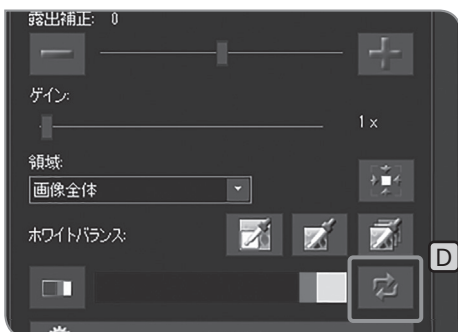 露出補正: 0
ゲイン:
1 x
領域:
画像全体
ホワイトバランス:
D